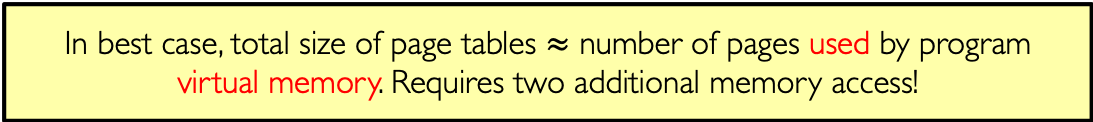 In best case, total size of page tables ≈ number of pages used by program
virtual memory. Requires two additional memory access!